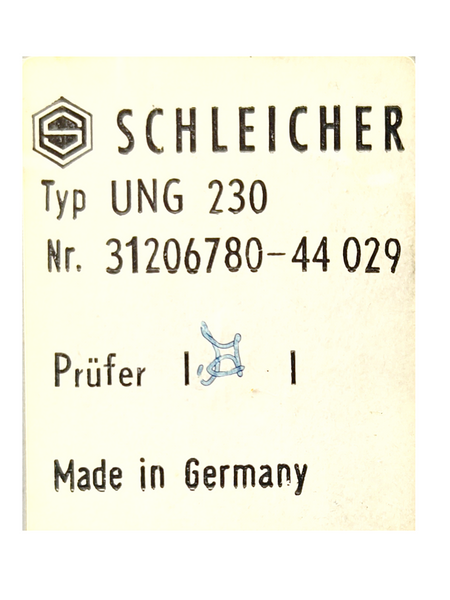 SCHLEICHER
Typ UNG 230
Nr. 31206780-44 029
Prüfer I I
Made in Germany